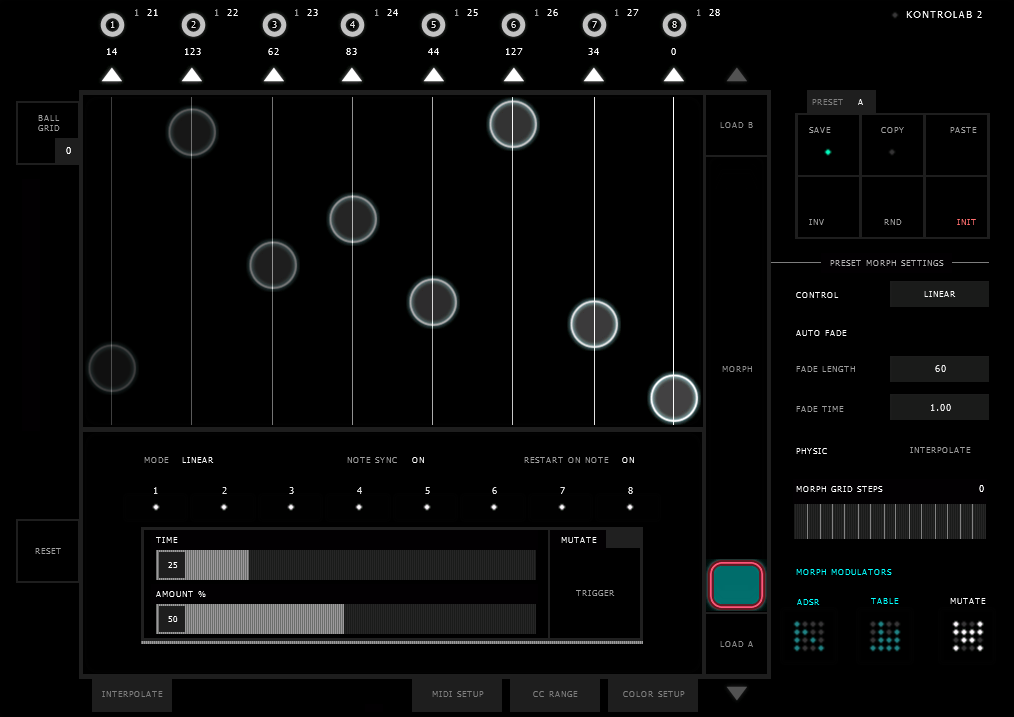 1 21 1 22 1 23 1 24 1 25 1 26 1 27 1 28
1 2 3 4 5 6 7 8
KONTROLAB 2
14 123 62 83 44 127 34 0
BALL
GRID
0
LOAD B
MORPH
LOAD A
RESET
MODE LINEAR NOTE SYNC ON RESTART ON NOTE ON
1 2 3 4 5 6 7 8
TIME
25
AMOUNT %
50
MUTATE
TRIGGER
INTERPOLATE MIDI SETUP CC RANGE COLOR SETUP
PRESET A
SAVE COPY PASTE
INV RND INIT
PRESET MORPH SETTINGS
CONTROL LINEAR
AUTO FADE
FADE LENGTH 60
FADE TIME 1.00
PHYSIC INTERPOLATE
MORPH GRID STEPS 0
MORPH MODULATORS
ADSR TABLE MUTATE